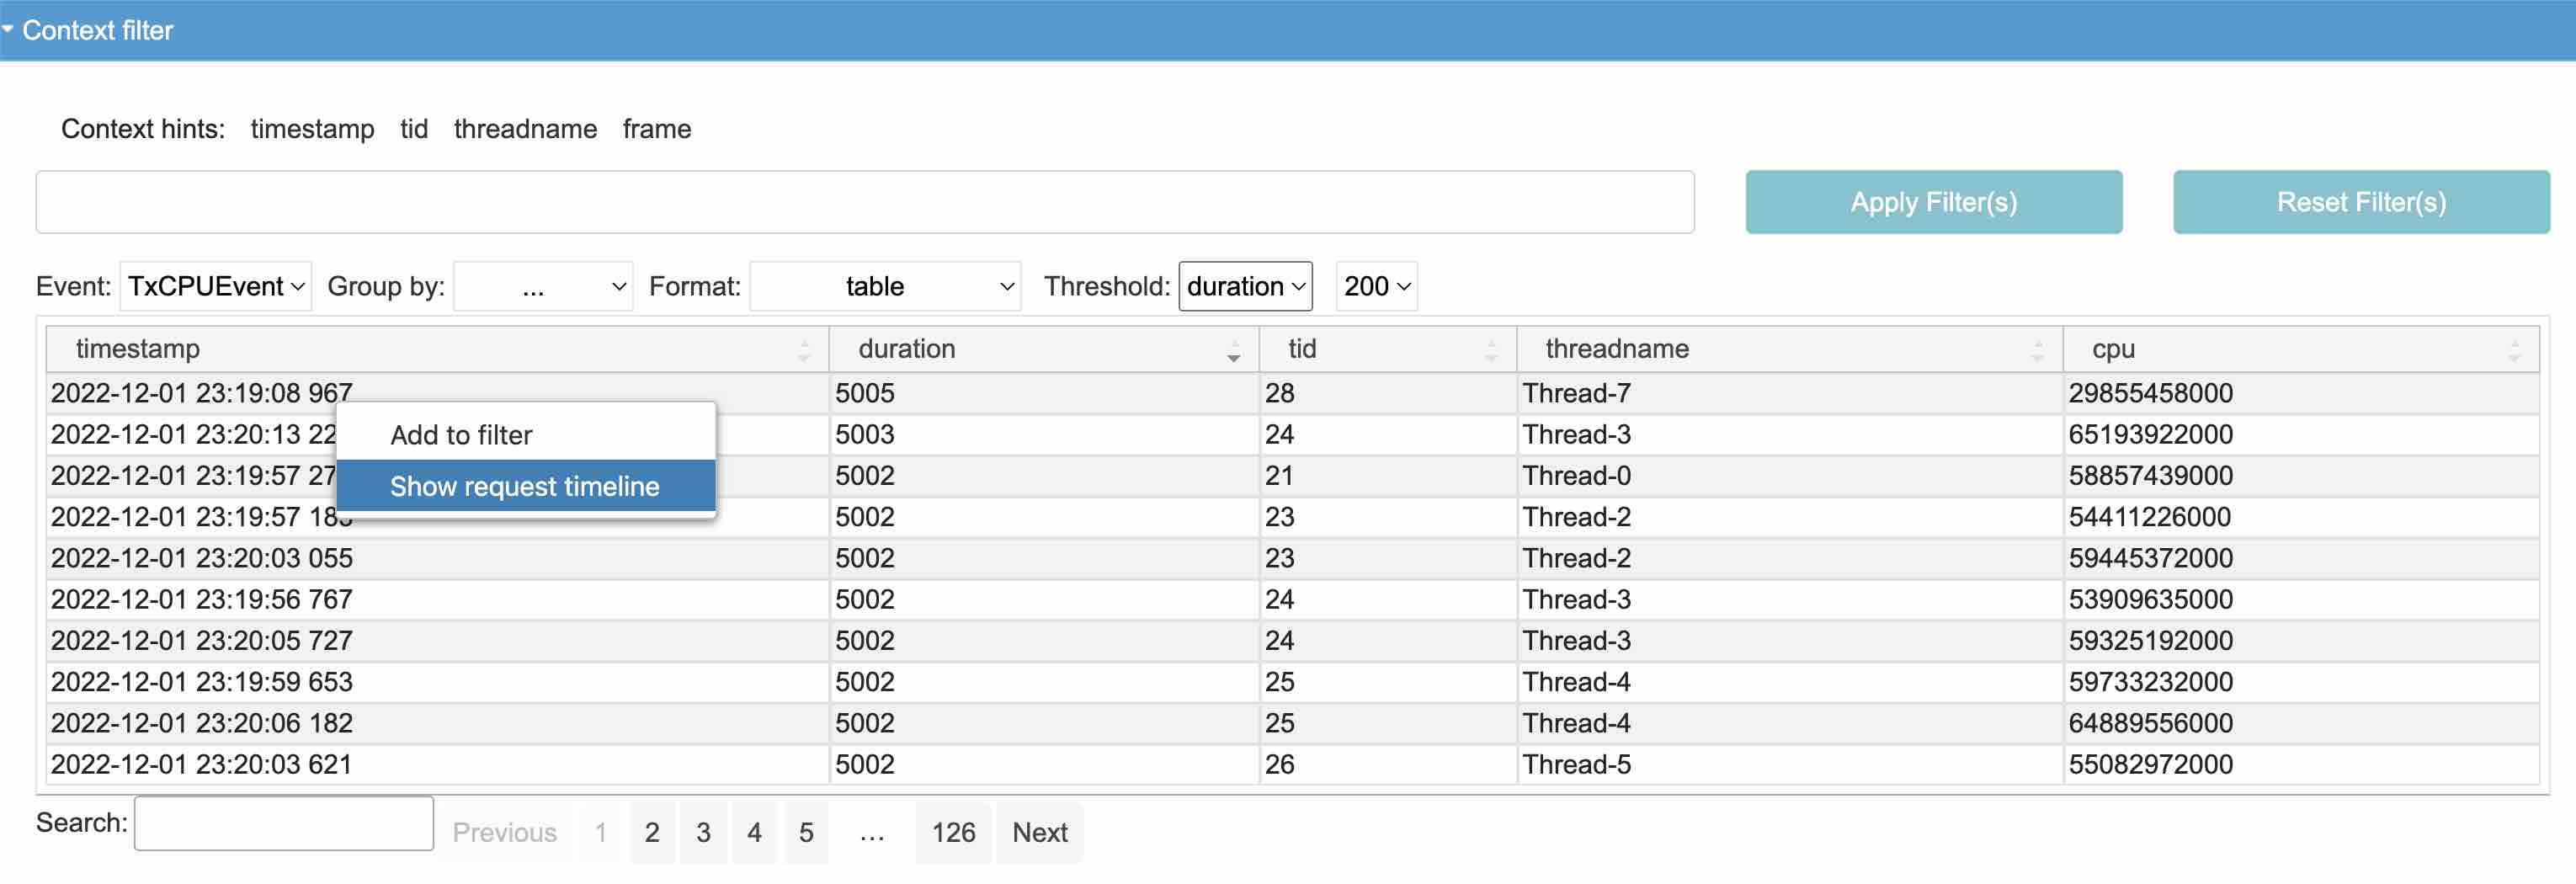 Context filter
Context hints: timestamp tid threadname frame
Apply Filter(s) Reset Filter(s)
Event: TxCPUEvent Group by: ... Format: table Threshold: duration 200
timestamp duration tid threadname cpu
2022-12-01 23:19:08 967 5005 28 Thread-7 29855458000
Add to filter
2022-12-01 23:20:13 22 5003 24 Thread-3 65193922000
2022-12-01 23:19:57 27 5002 21 Thread-0 58857439000
Show request timeline
2022-12-01 23:19:57 183 5002 23 Thread-2 54411226000
2022-12-01 23:20:03 055 5002 23 Thread-2 59445372000
2022-12-01 23:19:56 767 5002 24 Thread-3 53909635000
2022-12-01 23:20:05 727 5002 24 Thread-3 59325192000
2022-12-01 23:19:59 653 5002 25 Thread-4 59733232000
2022-12-01 23:20:06 182 5002 25 Thread-4 64889556000
2022-12-01 23:20:03 621 5002 26 Thread-5 55082972000
Search: Previous 1 2 3 4 5 ... 126 Next